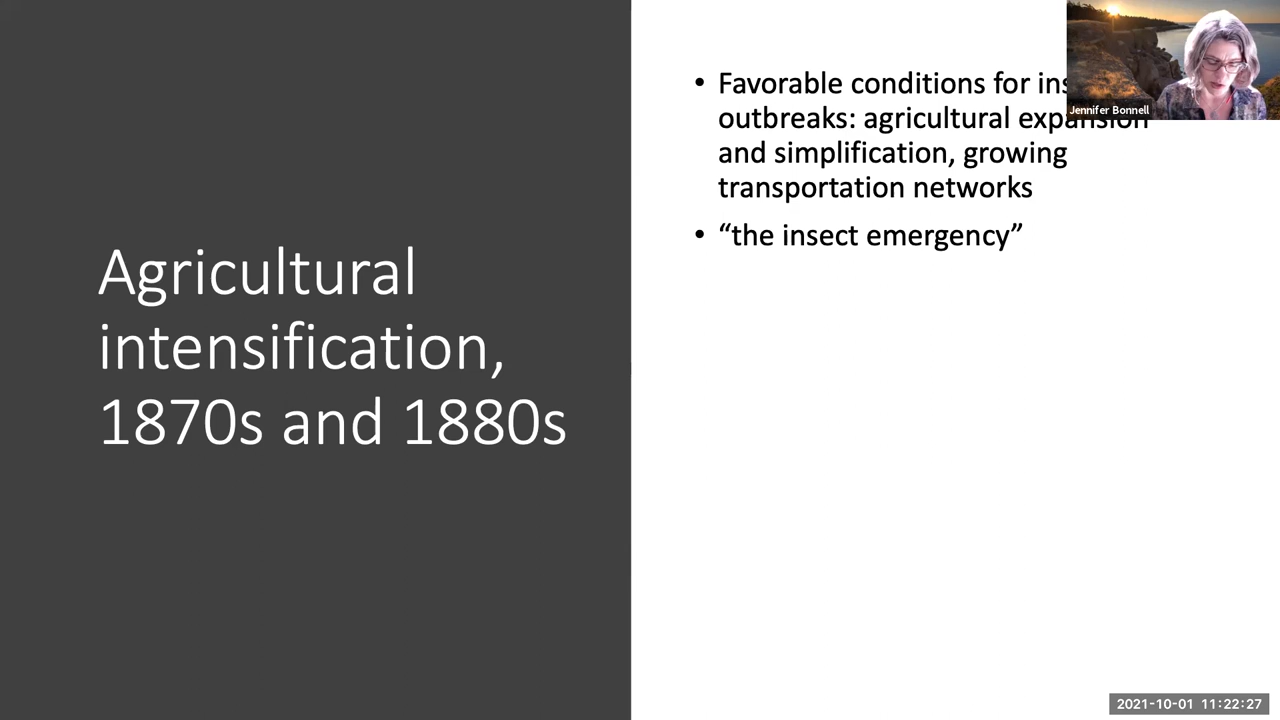 Agricultural
intensification,
1870s and 1880s
• Favorable conditions for
outbreaks: agricultural expansion
and simplification, growing
transportation networks
• “the insect emergency”
Jennifer Bonnell
2021-10-01 11:22:27